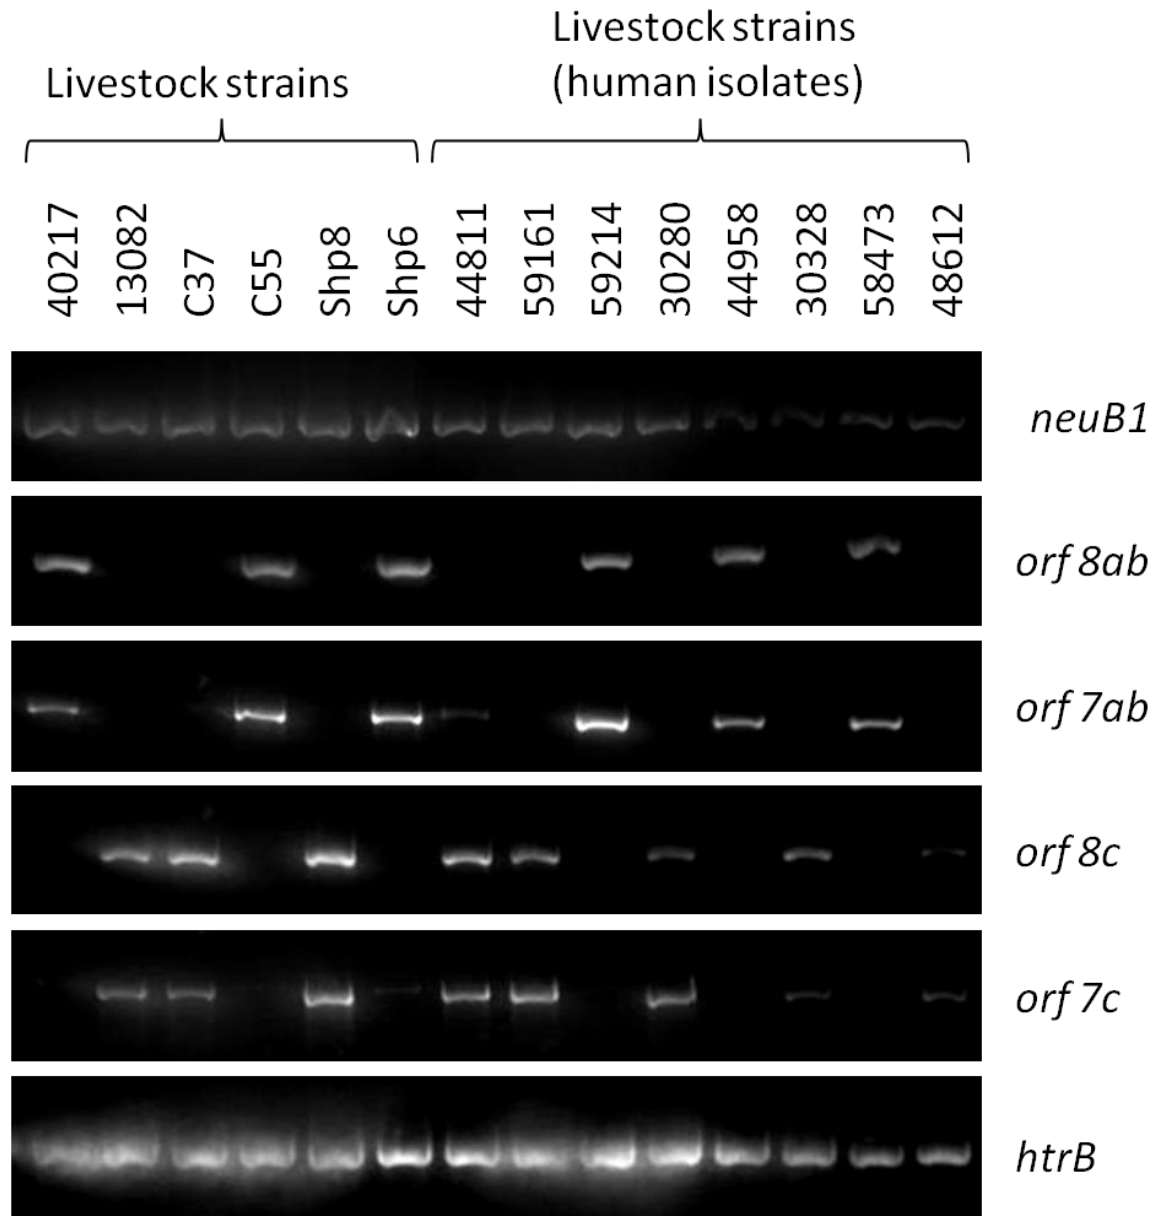 Livestock strains
Livestock strains
(human isolates)
40217
13082
C37
C55
Shp8
Shp6
44811
59161
59214
30280
44958
30328
58473
48612
neuB1
orf 8ab
orf 7ab
orf 8c
orf 7c
htrB